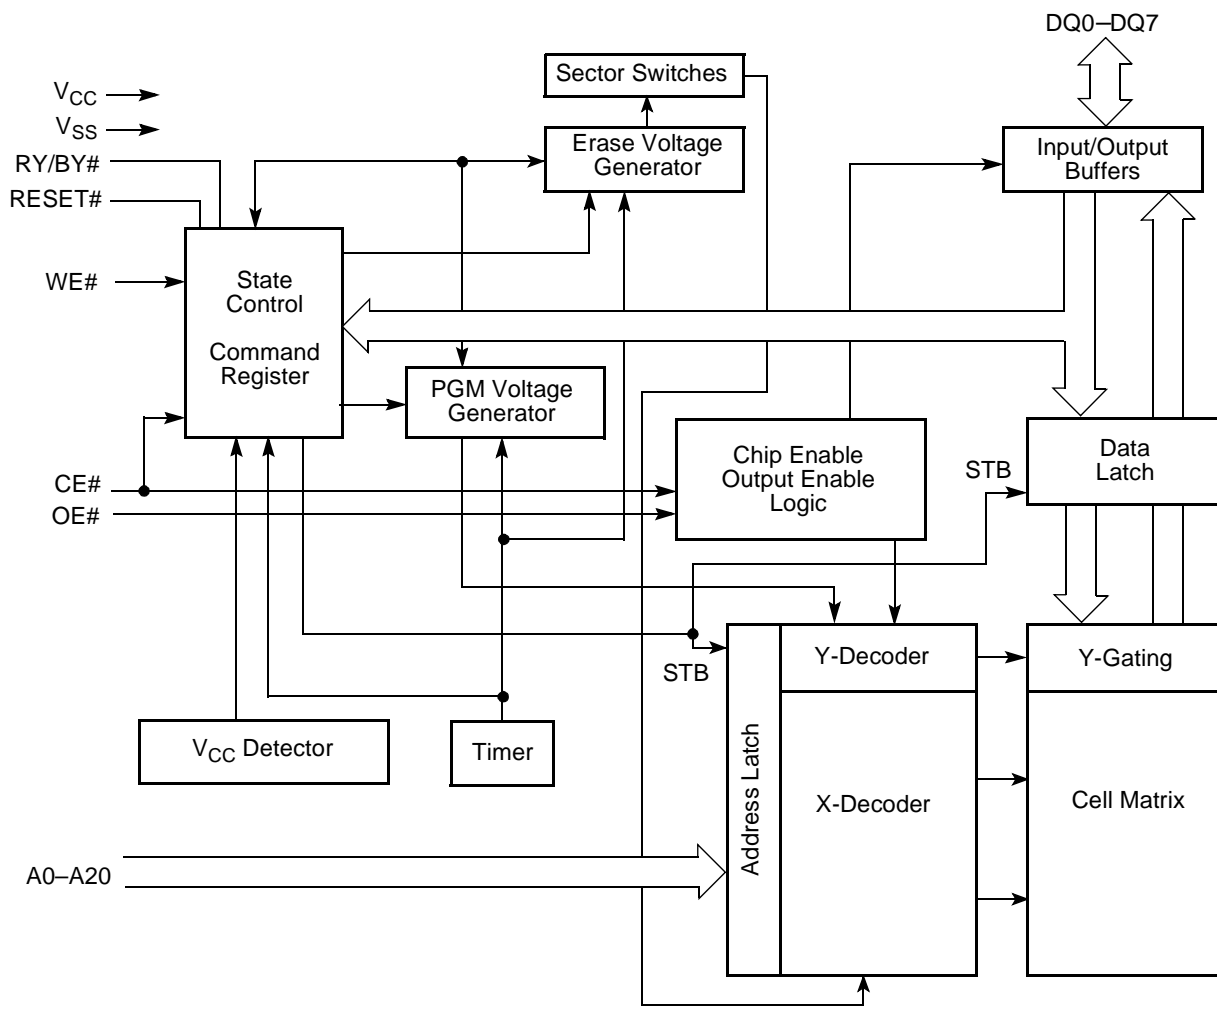 DQ0–DQ7
Sector Switches
VCC
VSS
RY/BY#
RESET#
Erase Voltage
Generator
Input/Output
Buffers
WE#
State
Control
Command
Register
PGM Voltage
Generator
Chip Enable
Output Enable
Logic
STB
Data
Latch
CE#
OE#
STB
Y-Decoder
Y-Gating
VCC Detector
Timer
Address Latch
X-Decoder
Cell Matrix
A0–A20